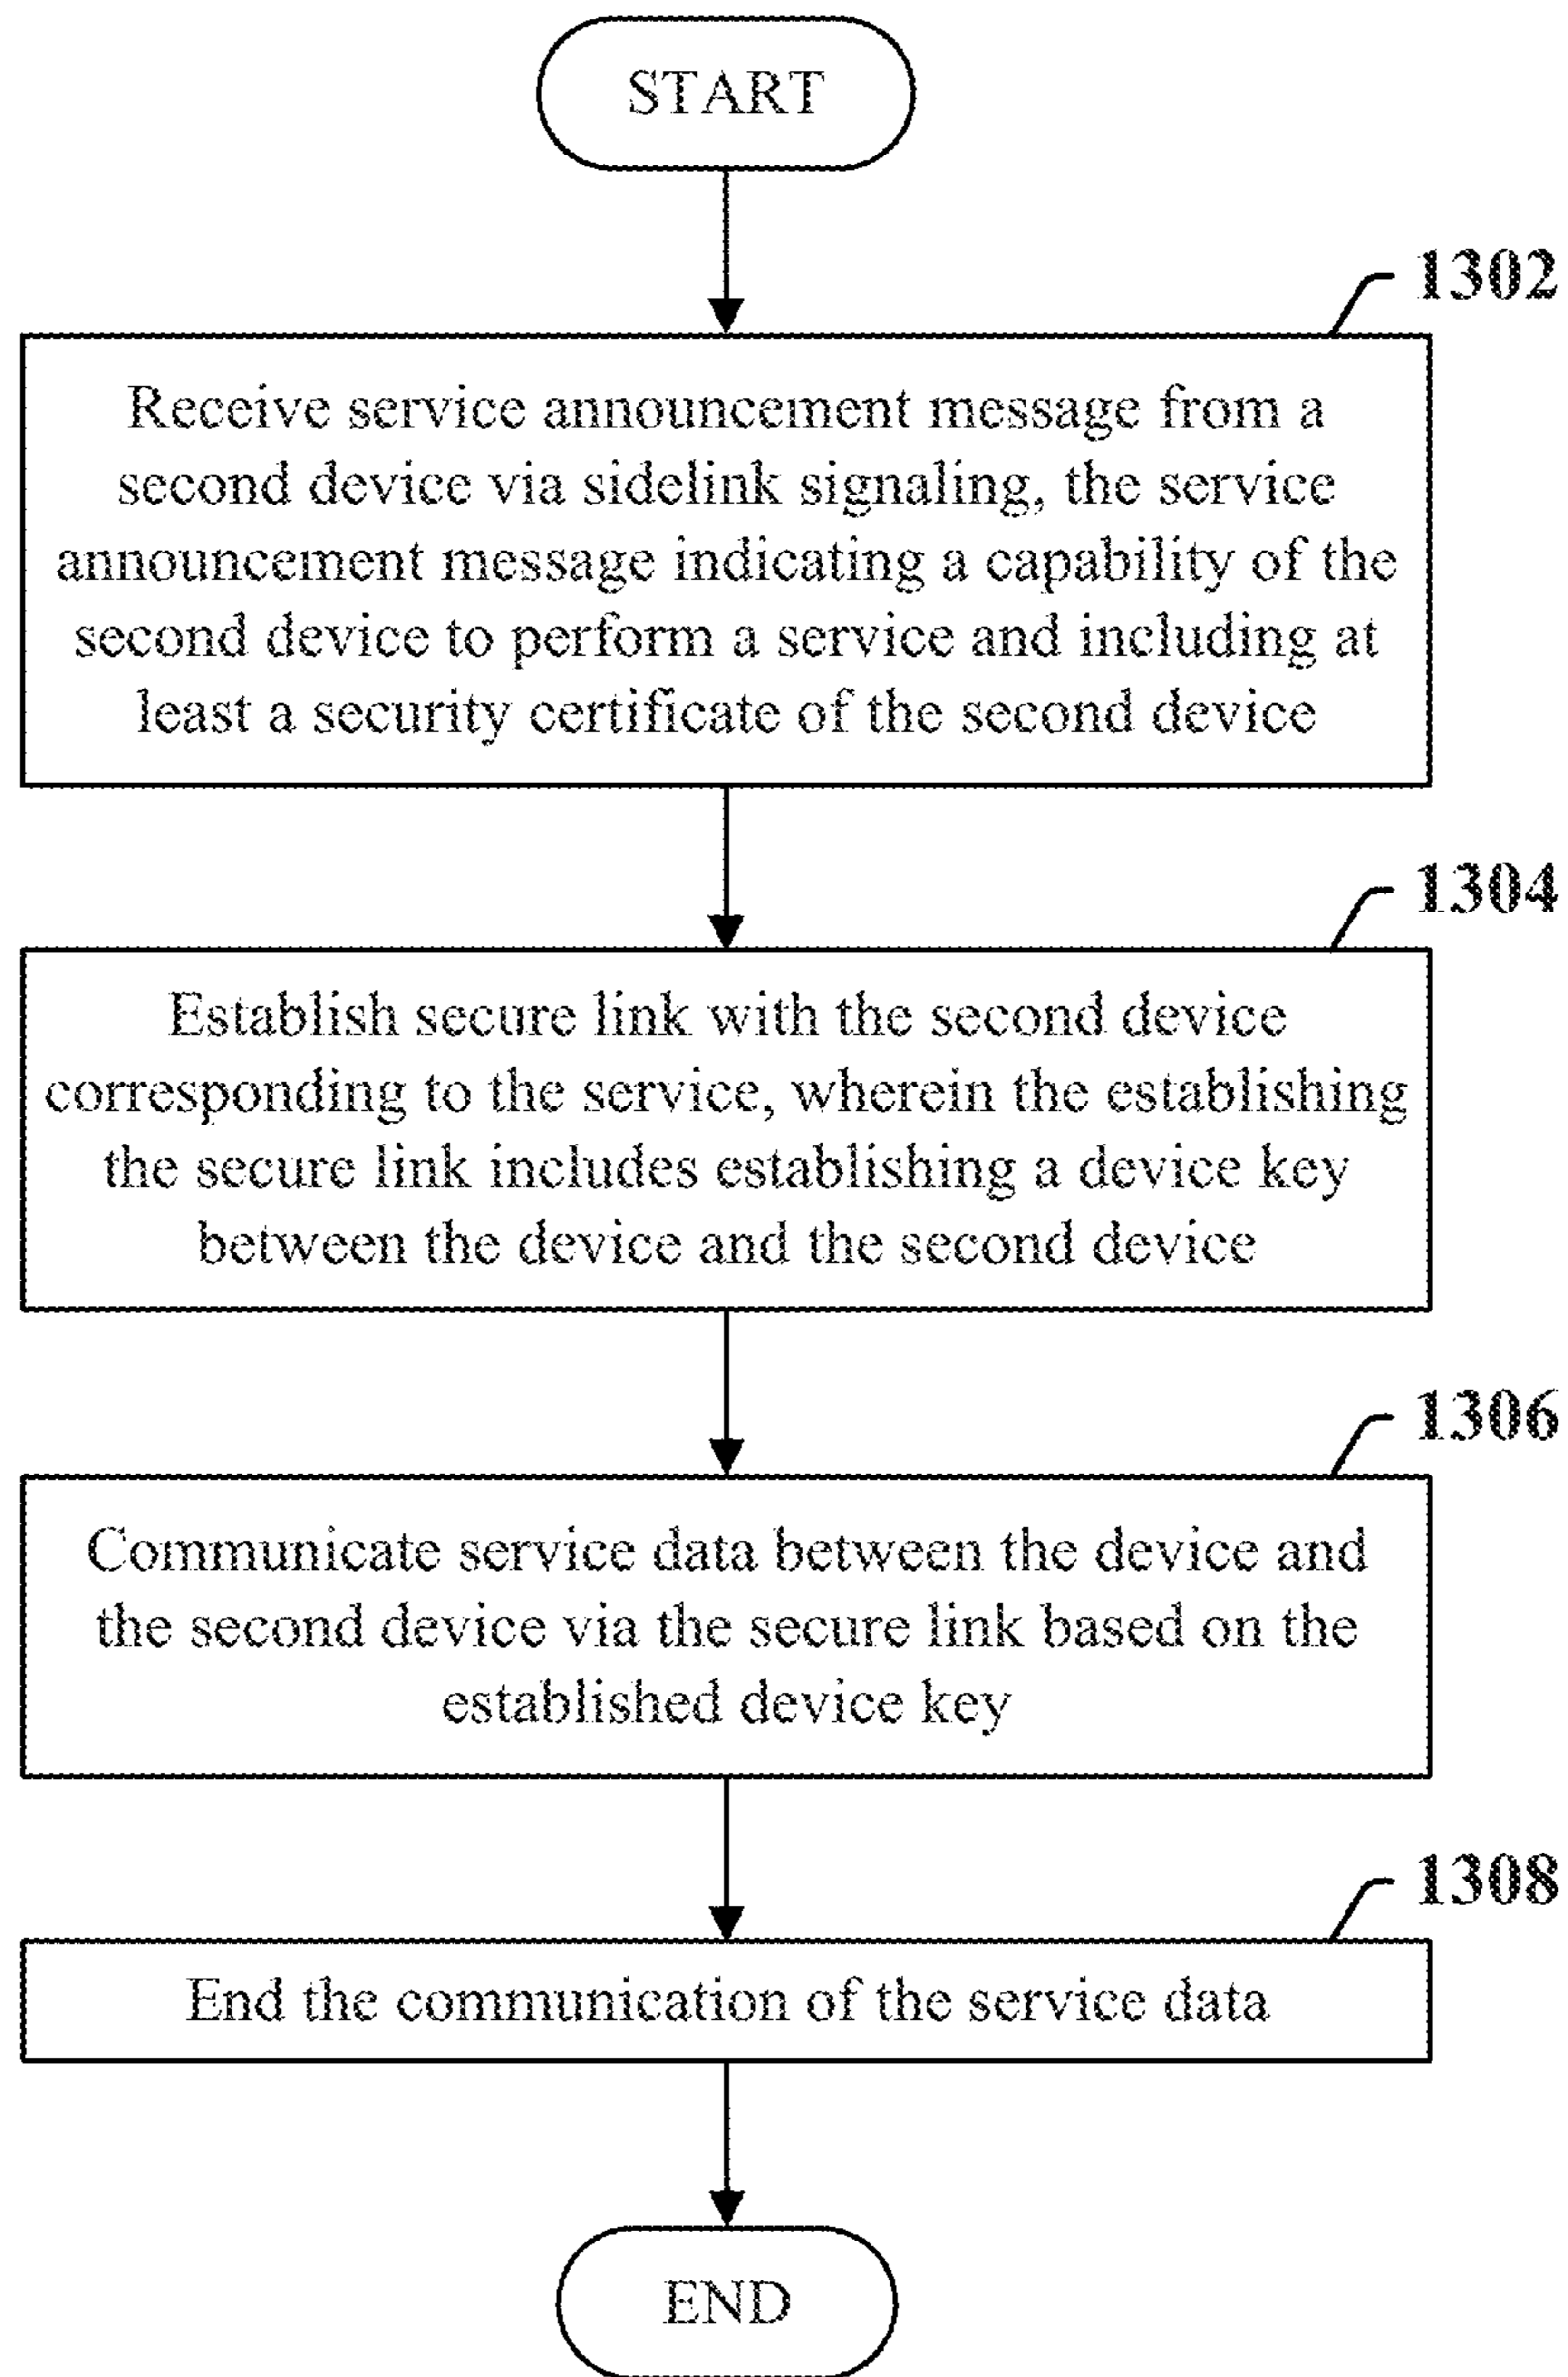 START
1302
Receive service announcement message from a
second device via sidelink signaling, the service
announcement message indicating a capability of the
second device to perform a service and including at
least a security certificate of the second device
1304
Establish secure link with the second device
corresponding to the service, wherein the establishing
the secure link includes establishing a device key
between the device and the second device
1306
Communicate service data between the device and
the second device via the secure link based on the
established device key
1308
End the communication of the service data
END